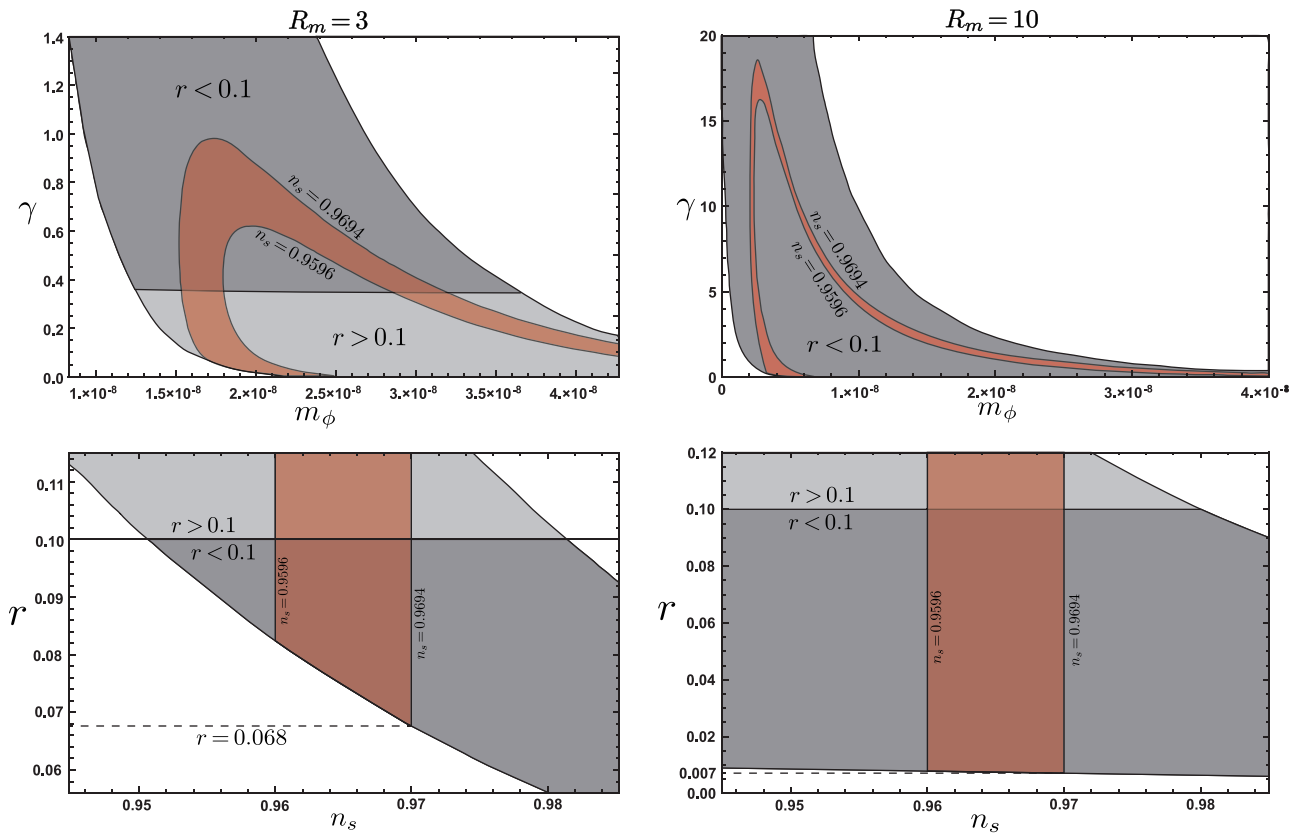 R_m = 3
1.4
1.2
1.0
0.8
0.6
0.4
0.2
0.0
γ
r < 0.1
n_s = 0.9694
n_s = 0.9596
r > 0.1
1.×10⁻⁸
1.5×10⁻⁸
2.×10⁻⁸
2.5×10⁻⁸
3.×10⁻⁸
3.5×10⁻⁸
4.×10⁻⁸
m_ϕ
R_m = 10
20
15
10
5
0
γ
n_s = 0.9694
n_s = 0.9596
r < 0.1
0
1.×10⁻⁸
2.×10⁻⁸
3.×10⁻⁸
4.×10⁻⁸
m_ϕ
0.11
0.10
0.09
0.08
0.07
0.06
r
r > 0.1
r < 0.1
n_s = 0.9596
n_s = 0.9694
r = 0.068
0.95
0.96
0.97
0.98
n_s
0.12
0.10
0.08
0.06
0.04
0.02
0.007
0.00
r
r > 0.1
r < 0.1
n_s = 0.9596
n_s = 0.9694
0.95
0.96
0.97
0.98
n_s